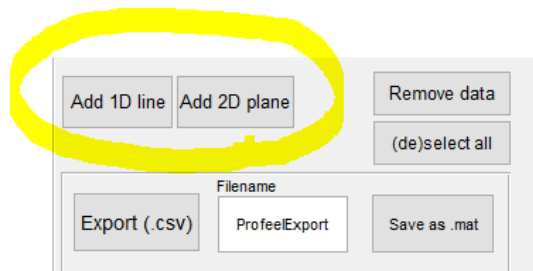 Add 1D line Add 2D plane Remove data
(de)select all
Filename
Export (.csv) ProfeelExport Save as .mat